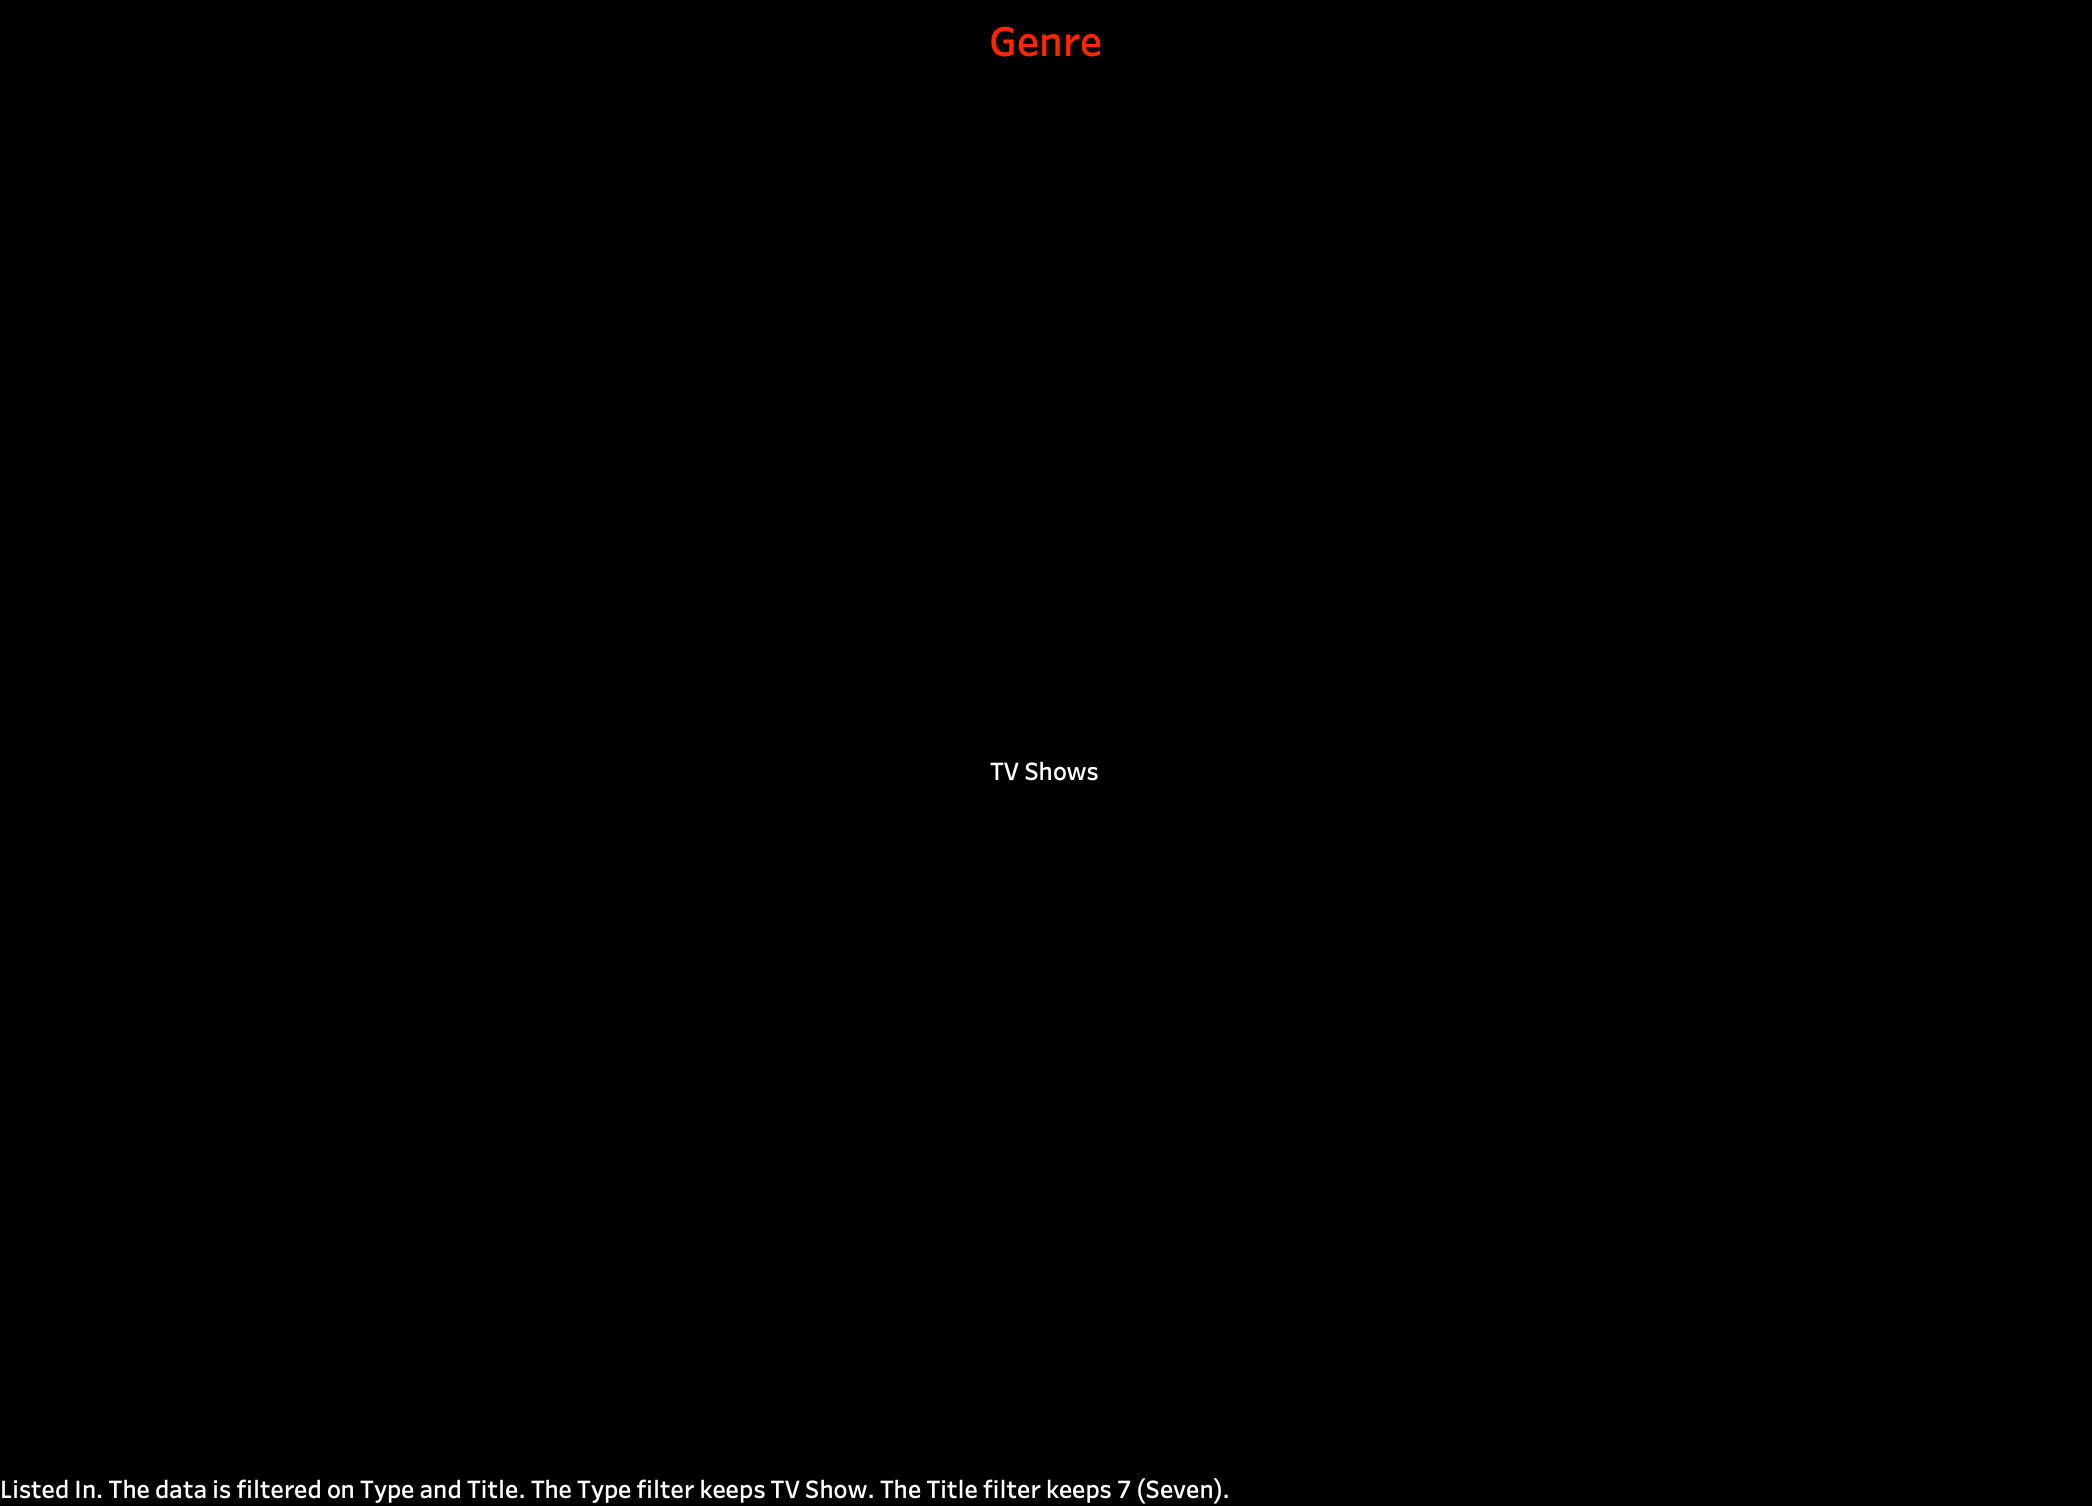 Genre
TV Shows
Listed In. The data is filtered on Type and Title. The Type filter keeps TV Show. The Title filter keeps 7 (Seven).